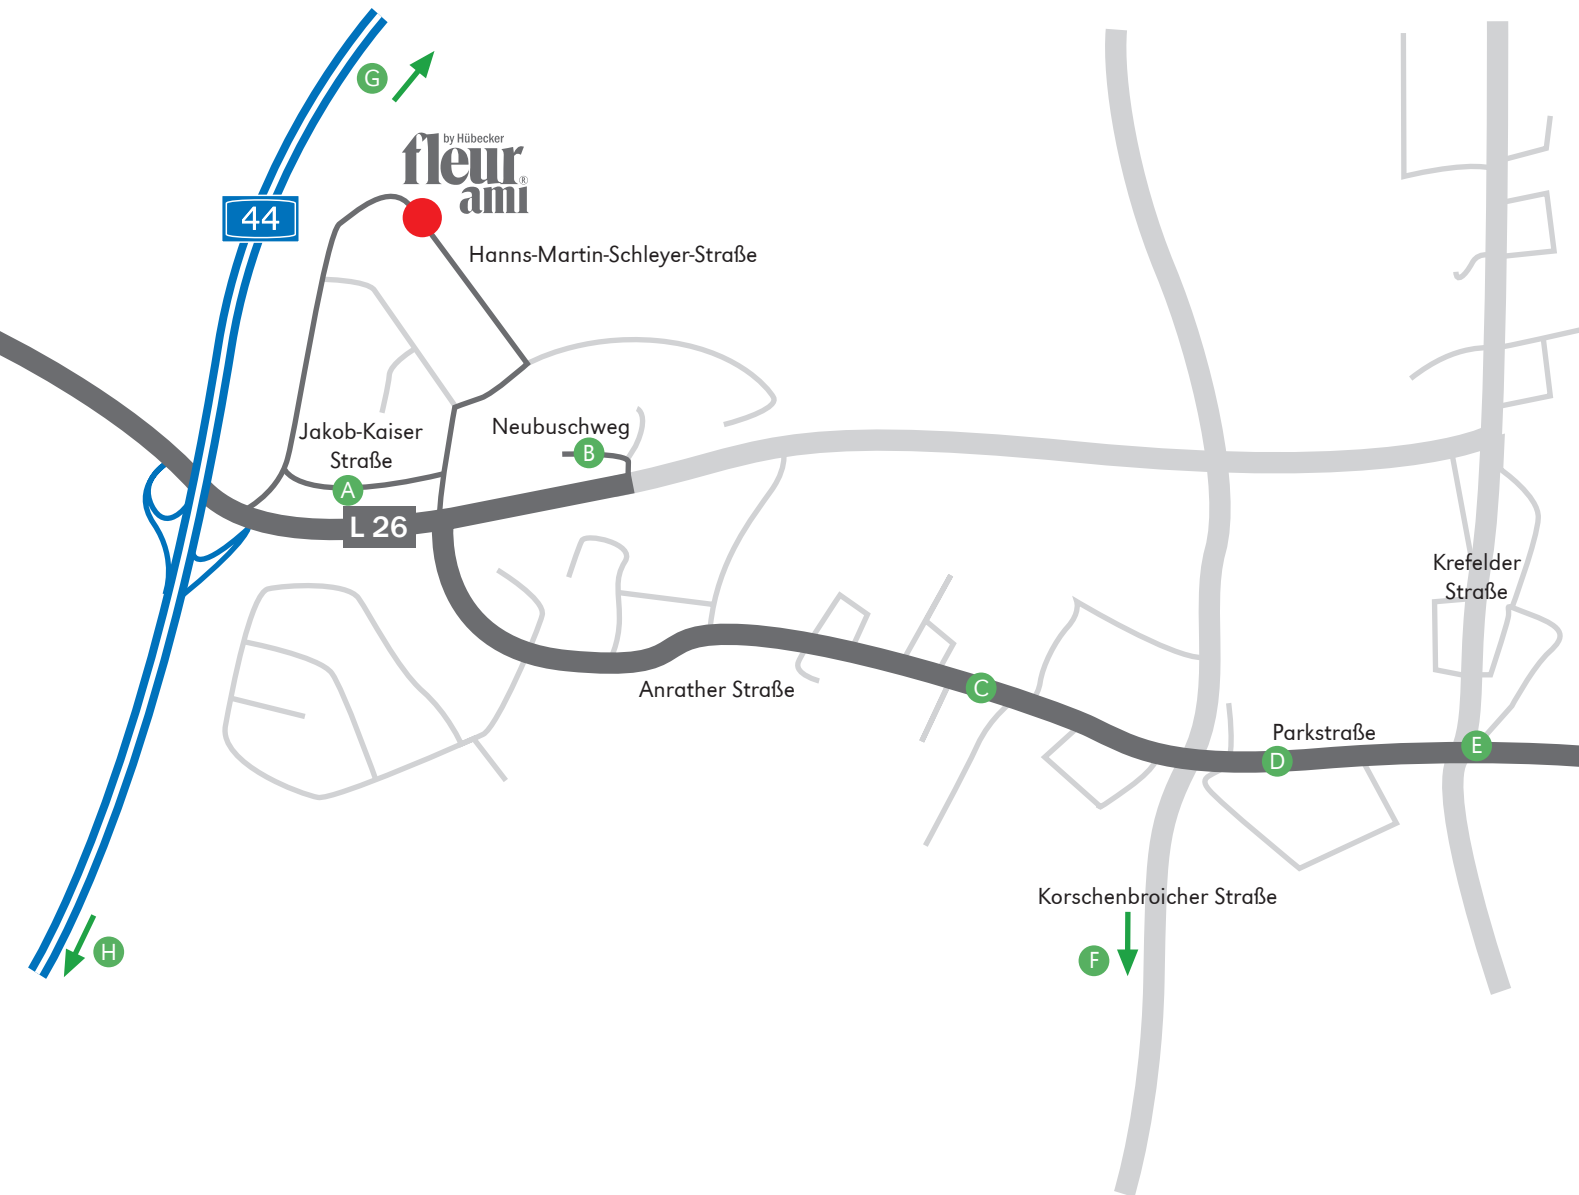 G
by Hübecker
fleur
ami®
44
Hanns-Martin-Schleyer-Straße
Jakob-Kaiser
Straße
Neubuschweg
B
A
L 26
Krefelder
Straße
Anrather Straße
C
Parkstraße
D
E
Korschenbroicher Straße
F
H